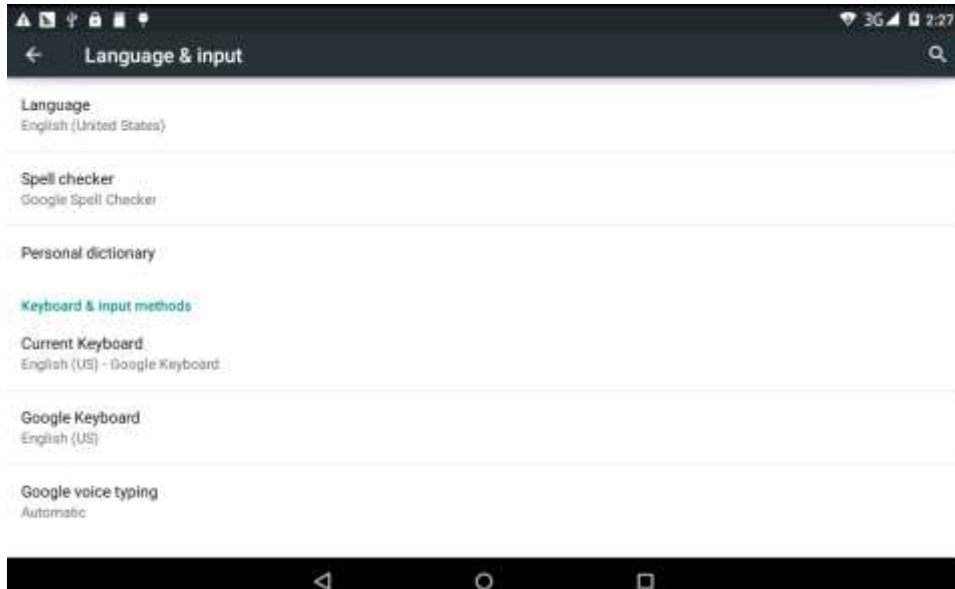 3G 2:27
Language & input
Language
English (United States)
Spell checker
Google Spell Checker
Personal dictionary
Keyboard & input methods
Current Keyboard
English (US) - Google Keyboard
Google Keyboard
English (US)
Google voice typing
Automatic